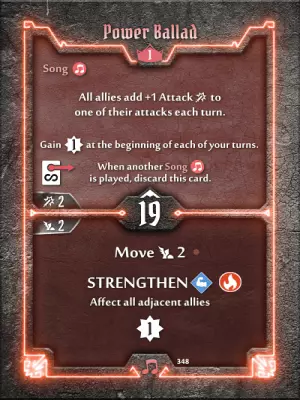 Power Ballad
1
Song
All allies add +1 Attack to
one of their attacks each turn.
Gain 1 at the beginning of each of your turns.
When another Song
is played, discard this card.
2
19
2
Move 2
STRENGTHEN
Affect all adjacent allies
1
348